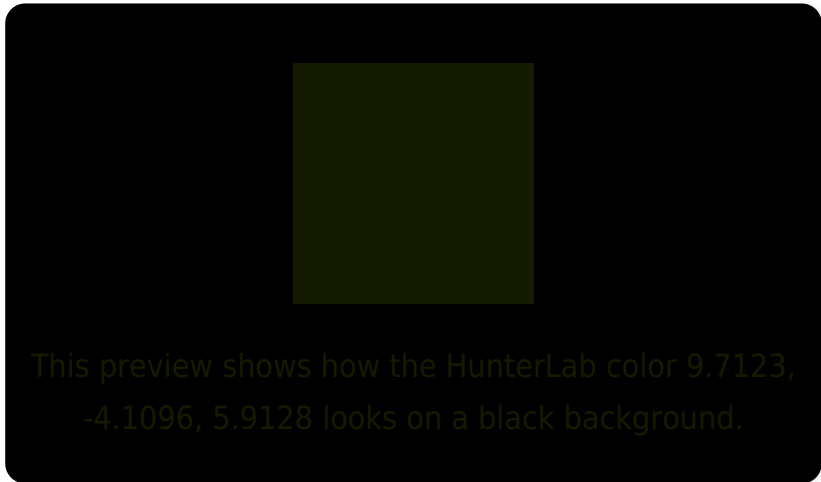 This preview shows how the HunterLab color 9.7123,
-4.1096, 5.9128 looks on a black background.